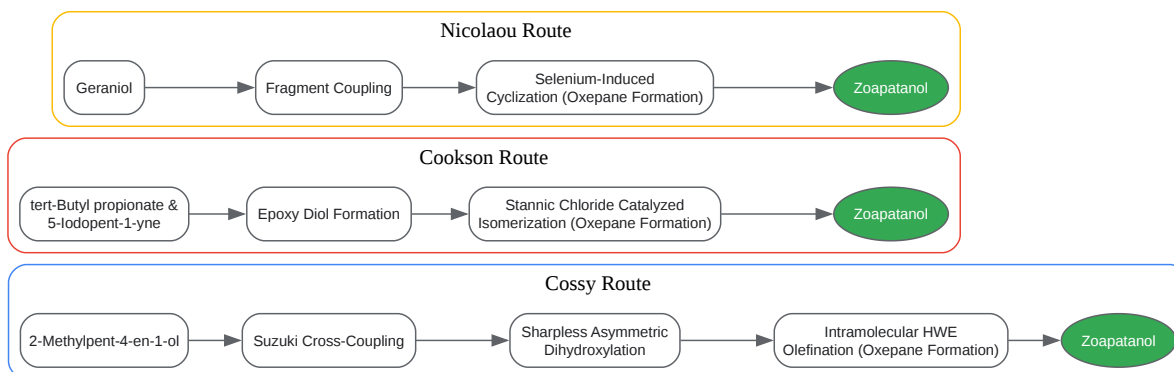 Nicolaou Route
Geraniol
Fragment Coupling
Selenium-Induced
Cyclization (Oxepane Formation)
Zoapatanol
Cookson Route
tert-Butyl propionate &
5-Iodopent-1-yne
Epoxy Diol Formation
Stannic Chloride Catalyzed
Isomerization (Oxepane Formation)
Zoapatanol
Cossy Route
2-Methylpent-4-en-1-ol
Suzuki Cross-Coupling
Sharpless Asymmetric
Dihydroxylation
Intramolecular HWE
Olefination (Oxepane Formation)
Zoapatanol